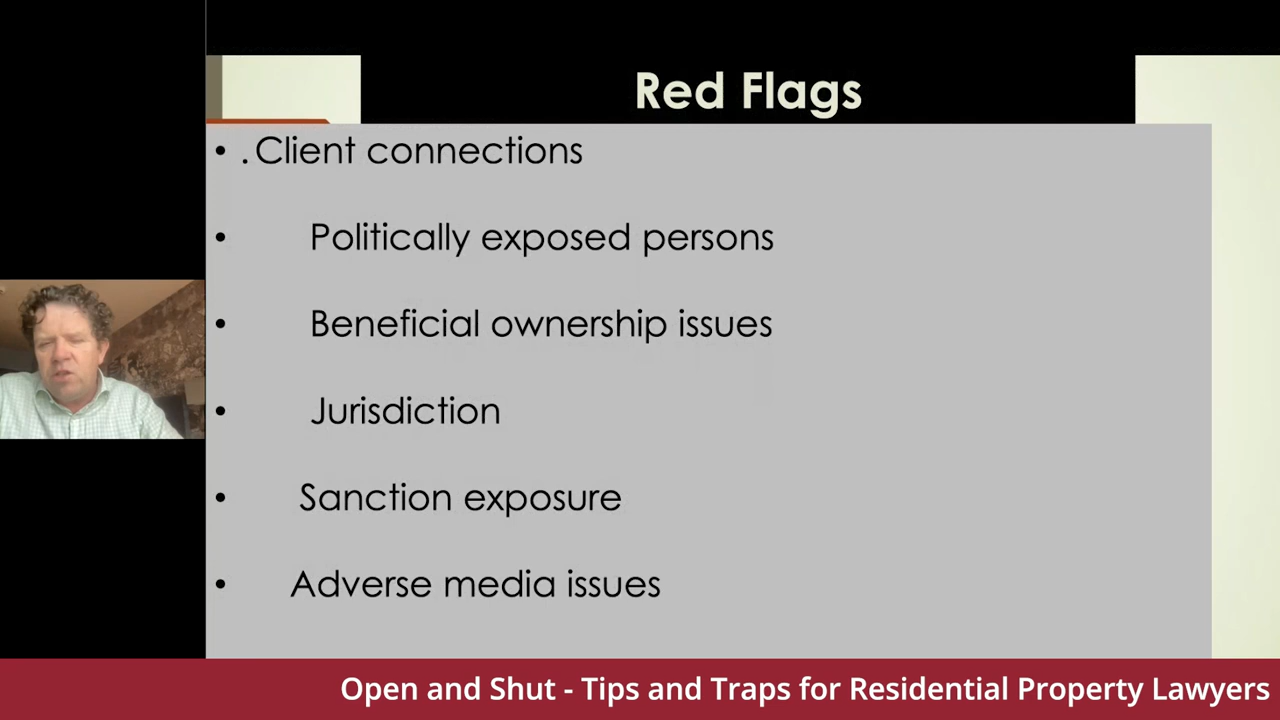 Red Flags
• . Client connections
• Politically exposed persons
• Beneficial ownership issues
• Jurisdiction
• Sanction exposure
• Adverse media issues
Open and Shut - Tips and Traps for Residential Property Lawyers